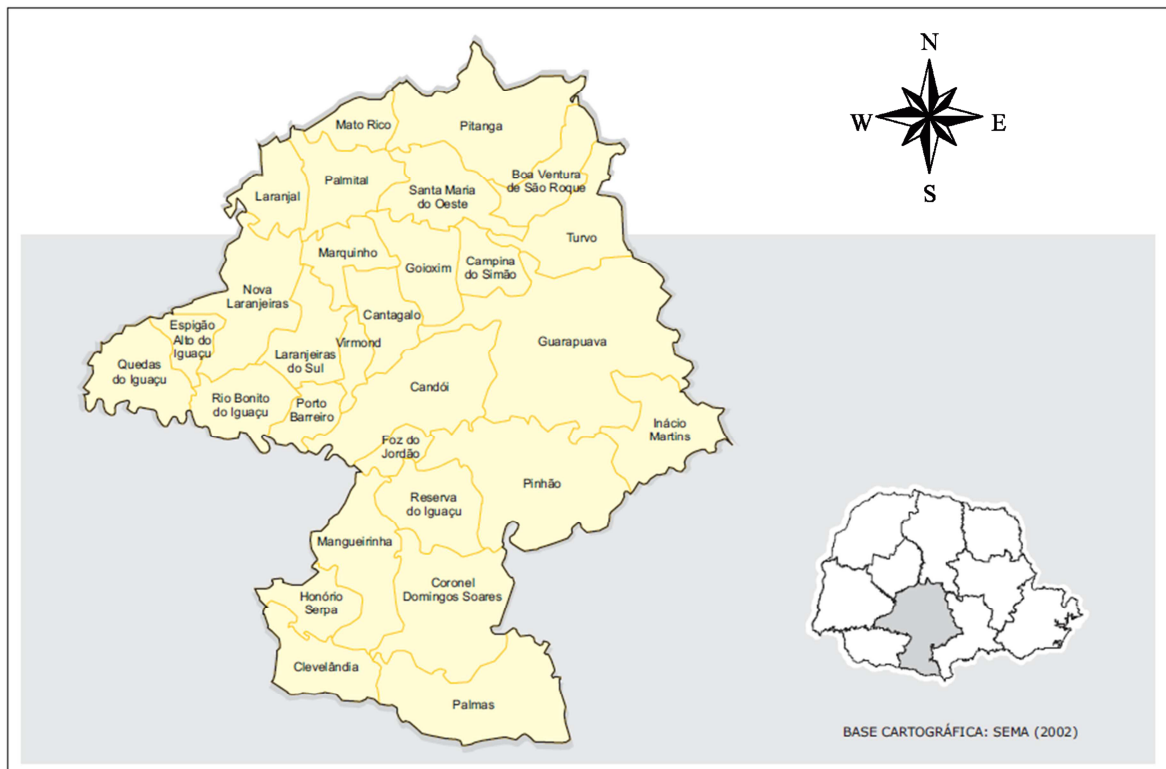 N
W
E
S
Mato Rico
Pitanga
Boa Ventura
de São Roque
Palmital
Santa Maria
do Oeste
Laranjal
Turvo
Marquinho
Goioxim
Campina
do Simão
Nova
Laranjeiras
Cantagalo
Espigão
Alto do
Iguaçu
Virmond
Guarapuava
Laranjeiras
do Sul
Quedas
do Iguaçu
Candói
Rio Bonito
do Iguaçu
Porto
Barreiro
Inácio
Martins
Foz do
Jordão
Pinhão
Reserva
do Iguaçu
Mangueirinha
Coronel
Domingos Soares
Honório
Serpa
Clevelândia
Palmas
BASE CARTOGRÁFICA: SEMA (2002)